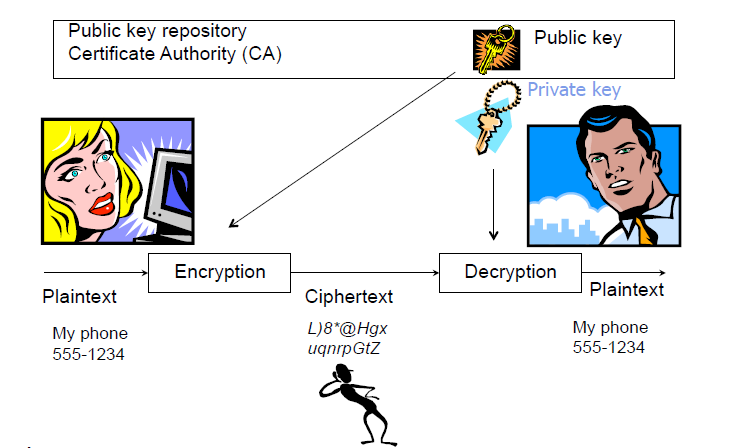 Public key repository
Certificate Authority (CA)
Public key
Private key
Encryption
Decryption
Plaintext
Ciphertext
Plaintext
My phone
555-1234
L)8*@Hgx
uqnrpGtZ
My phone
555-1234